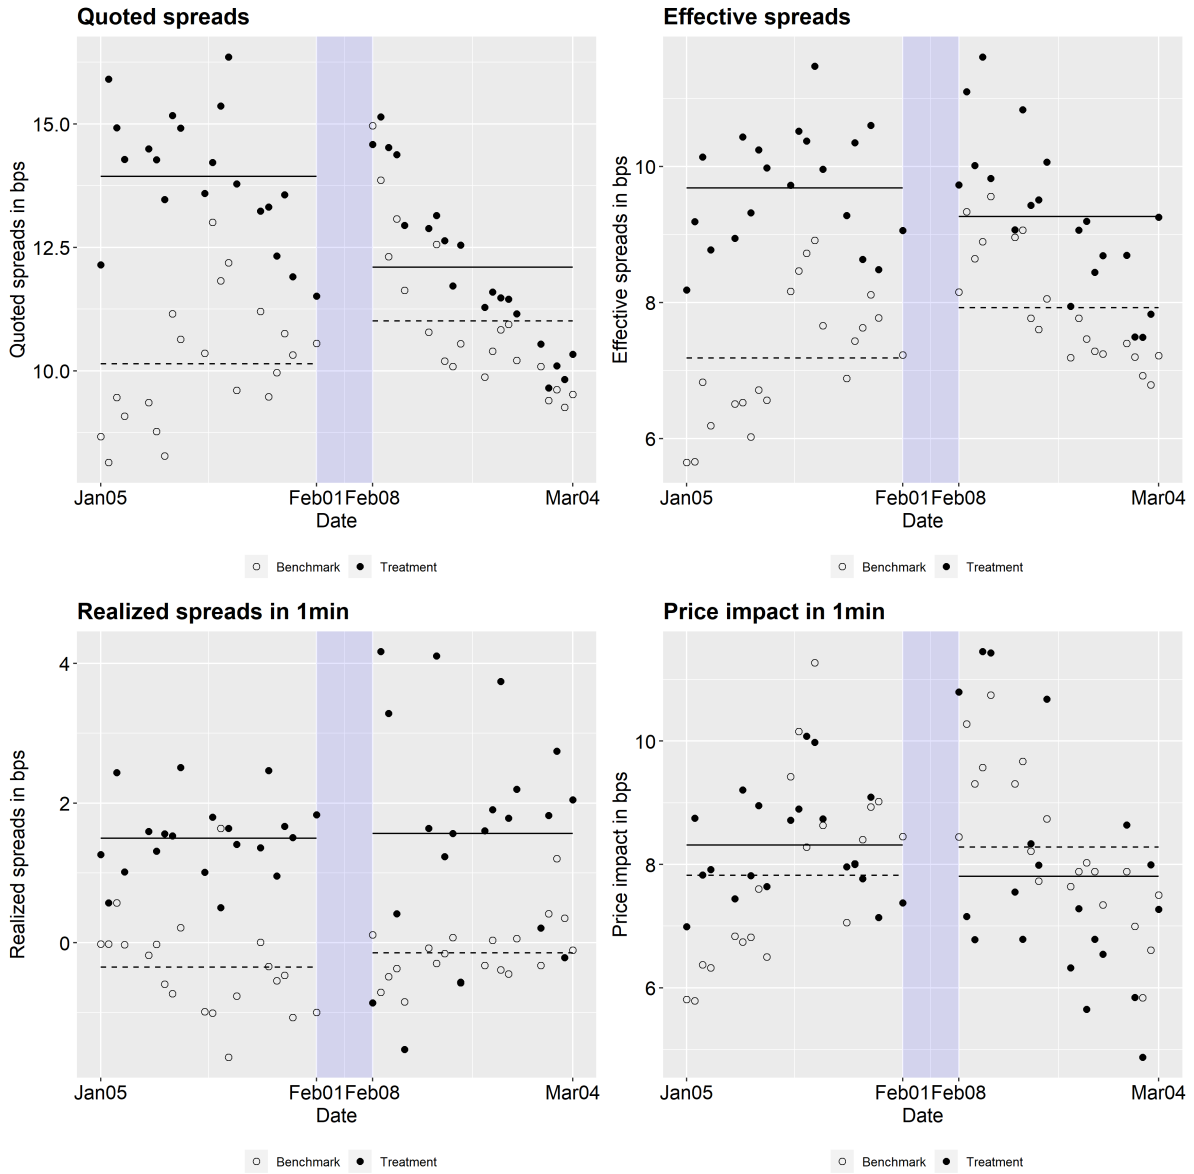 Quoted spreads
Quoted spreads in bps
15.0
12.5
10.0
Jan05 Feb01 Feb08 Mar04
Date
Benchmark Treatment
Effective spreads
Effective spreads in bps
10
8
6
Jan05 Feb01 Feb08 Mar04
Date
Benchmark Treatment
Realized spreads in 1min
Realized spreads in bps
4
2
0
Jan05 Feb01 Feb08 Mar04
Date
Benchmark Treatment
Price impact in 1min
Price impact in bps
10
8
6
Jan05 Feb01 Feb08 Mar04
Date
Benchmark Treatment